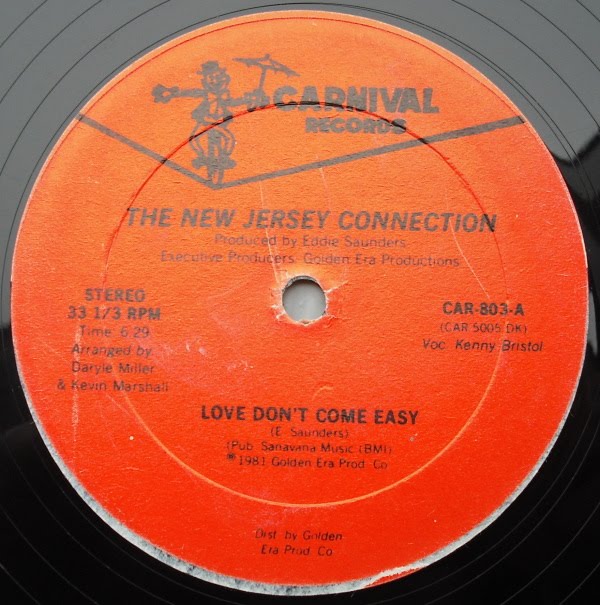 CARNIVAL
RECORDS
THE NEW JERSEY CONNECTION
Produced by Eddie Saunders
Executive Producers Golden Era Productions
STEREO
33 1/3 RPM
Time 6:29
Arranged by
Daryle Miller
& Kevin Marshall
CAR-803-A
(CAR 5005 DK)
Voc. Kenny Bristol
LOVE DON'T COME EASY
(E Saunders)
(Pub Sanavana Music (BMI)
℗1981 Golden Era Prod Co
Dist by Golden
Era Prod Co